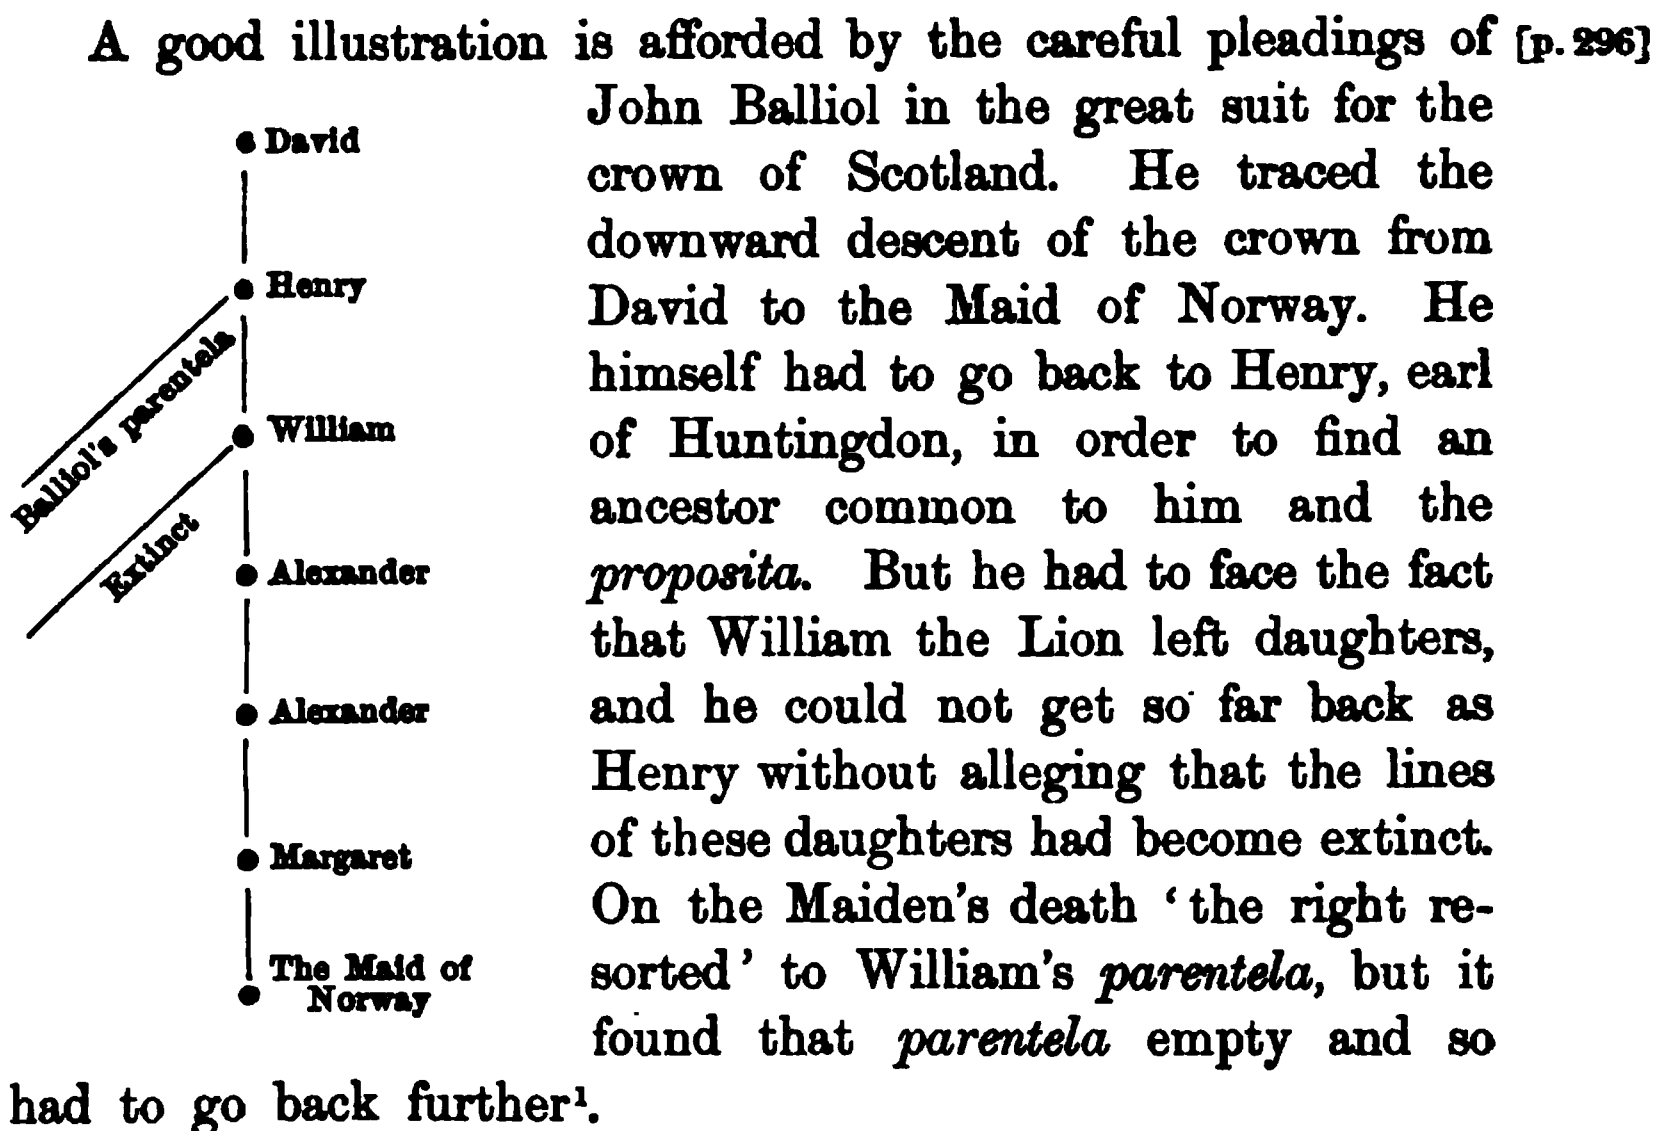 A good illustration is afforded by the careful pleadings of [p. 296]
John Balliol in the great suit for the
crown of Scotland. He traced the
downward descent of the crown from
David to the Maid of Norway. He
himself had to go back to Henry, earl
of Huntingdon, in order to find an
ancestor common to him and the
proposita. But he had to face the fact
that William the Lion left daughters,
and he could not get so far back as
Henry without alleging that the lines
of these daughters had become extinct.
On the Maiden's death ‘the right re-
sorted’ to William's parentela, but it
found that parentela empty and so
had to go back further¹.
David
Henry
Balliol's parentela
William
Extinct
Alexander
Alexander
Margaret
The Maid of
Norway